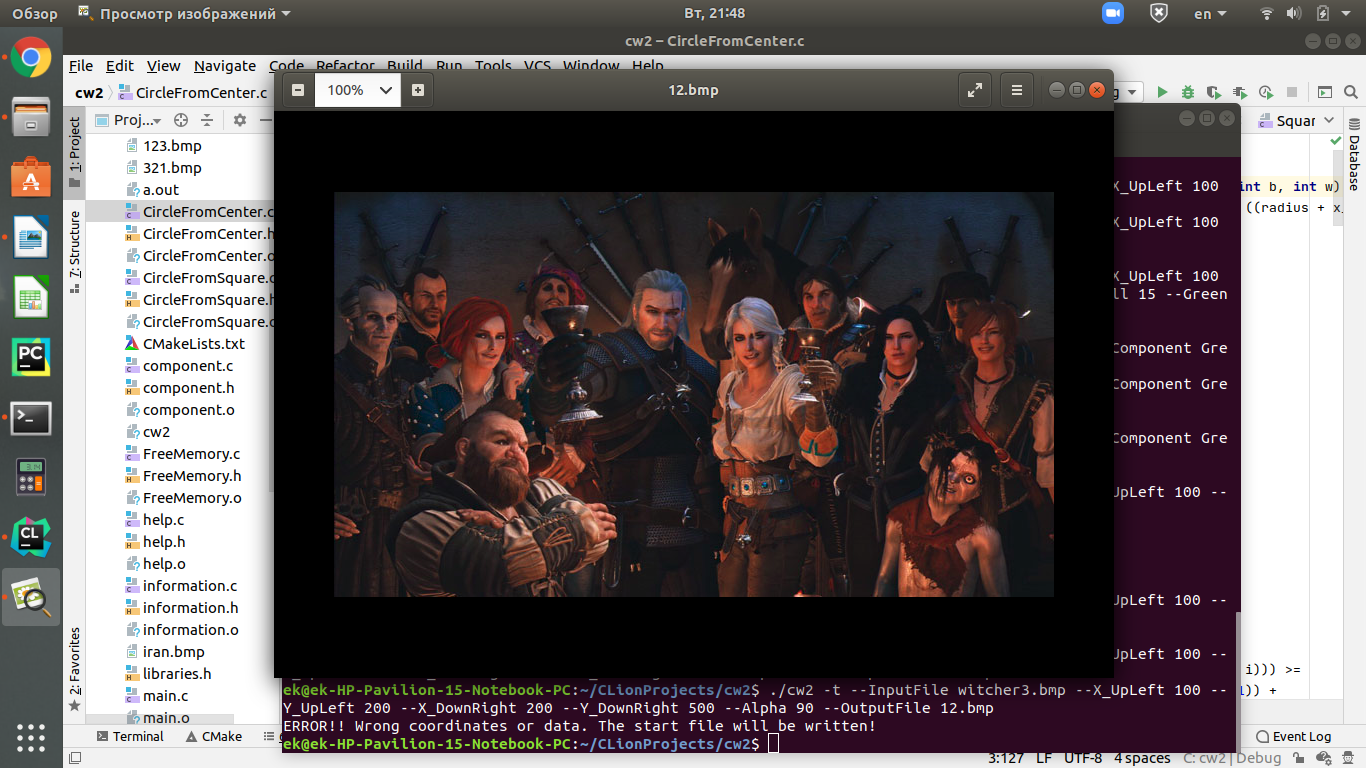 Обзор Просмотр изображений Вт, 21:48 en
cw2 – CircleFromCenter.c
File Edit View Navigate Code Refactor Build Run Tools VCS Window Help
cw2 CircleFromCenter.c
100% 12.bmp
Proj... Squar
1: Project
7: Structure
2: Favorites
Database
123.bmp
321.bmp
a.out
CircleFromCenter.c
CircleFromCenter.h
CircleFromCenter.o
CircleFromSquare.c
CircleFromSquare.h
CircleFromSquare.o
CMakeLists.txt
component.c
component.h
component.o
cw2
FreeMemory.c
FreeMemory.h
FreeMemory.o
help.c
help.h
help.o
information.c
information.h
information.o
iran.bmp
libraries.h
main.c
main.o
X_UpLeft 100
int b, int w)
((radius + x_
X_UpLeft 100
X_UpLeft 100
ll 15 --Green
Component Gre
Component Gre
Component Gre
UpLeft 100 --
UpLeft 100 --
UpLeft 100 --
i))) >=
)) +
ek@ek-HP-Pavilion-15-Notebook-PC:~/CLionProjects/cw2$ ./cw2 -t --InputFile witcher3.bmp --X_UpLeft 100 --
Y_UpLeft 200 --X_DownRight 200 --Y_DownRight 500 --Alpha 90 --OutputFile 12.bmp
ERROR!! Wrong coordinates or data. The start file will be written!
ek@ek-HP-Pavilion-15-Notebook-PC:~/CLionProjects/cw2$
Terminal CMake Event Log
3:127 LF UTF-8 4 spaces C: cw2 | Debug